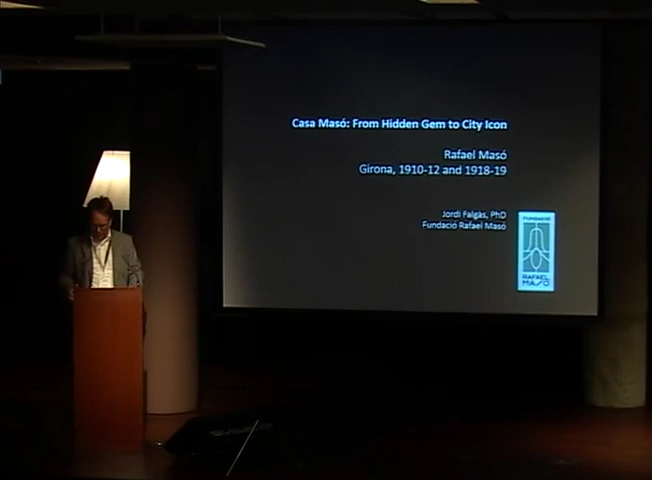 Casa Masó: From Hidden Gem to City Icon
Rafael Masó
Girona, 1910-12 and 1918-19
Jordi Falgàs, PhD
Fundació Rafael Masó
FUNDACIÓ
RAFAEL
MASÓ